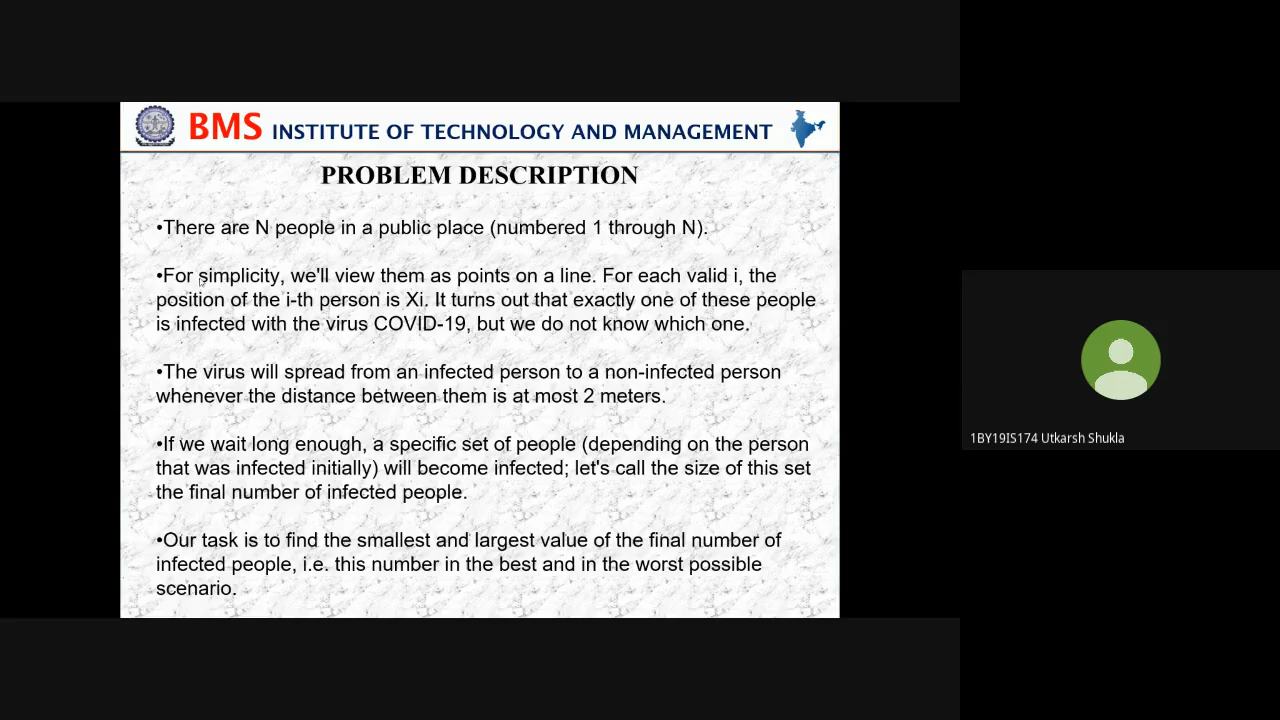 BMS INSTITUTE OF TECHNOLOGY AND MANAGEMENT
PROBLEM DESCRIPTION
•There are N people in a public place (numbered 1 through N).
•For simplicity, we'll view them as points on a line. For each valid i, the
position of the i-th person is Xi. It turns out that exactly one of these people
is infected with the virus COVID-19, but we do not know which one.
•The virus will spread from an infected person to a non-infected person
whenever the distance between them is at most 2 meters.
•If we wait long enough, a specific set of people (depending on the person
that was infected initially) will become infected; let's call the size of this set
the final number of infected people.
•Our task is to find the smallest and largest value of the final number of
infected people, i.e. this number in the best and in the worst possible
scenario.
1BY19IS174 Utkarsh Shukla